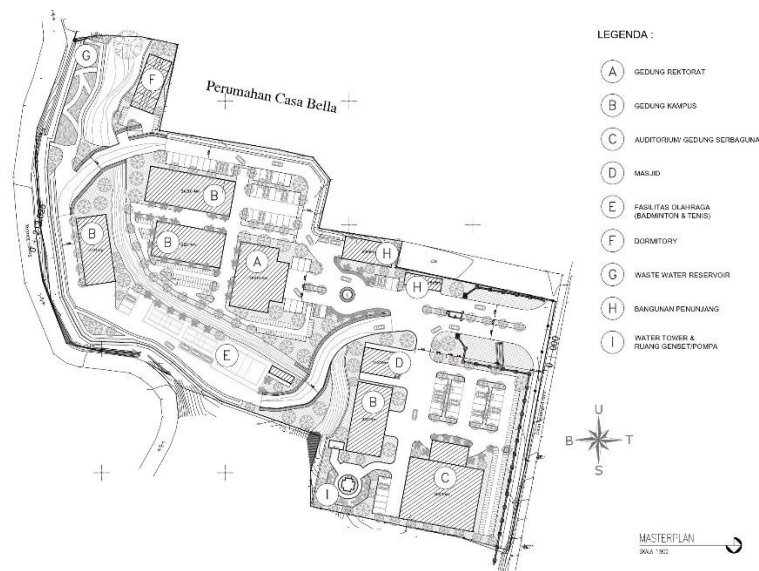 LEGENDA :
A GEDUNG REKTORAT
B GEDUNG KAMPUS
C AUDITORIUM/ GEDUNG SERBAGUNA
D MASJID
E FASILITAS OLAHRAGA
(BADMINTON & TENIS)
F DORMITORY
G WASTE WATER RESERVOIR
H BANGUNAN PENUNJANG
I WATER TOWER &
RUANG GENSET/POMPA
Perumahan Casa Bella
G
F
B
B
B
A
H
H
E
D
B
C
I
U
B T
S
MASTERPLAN